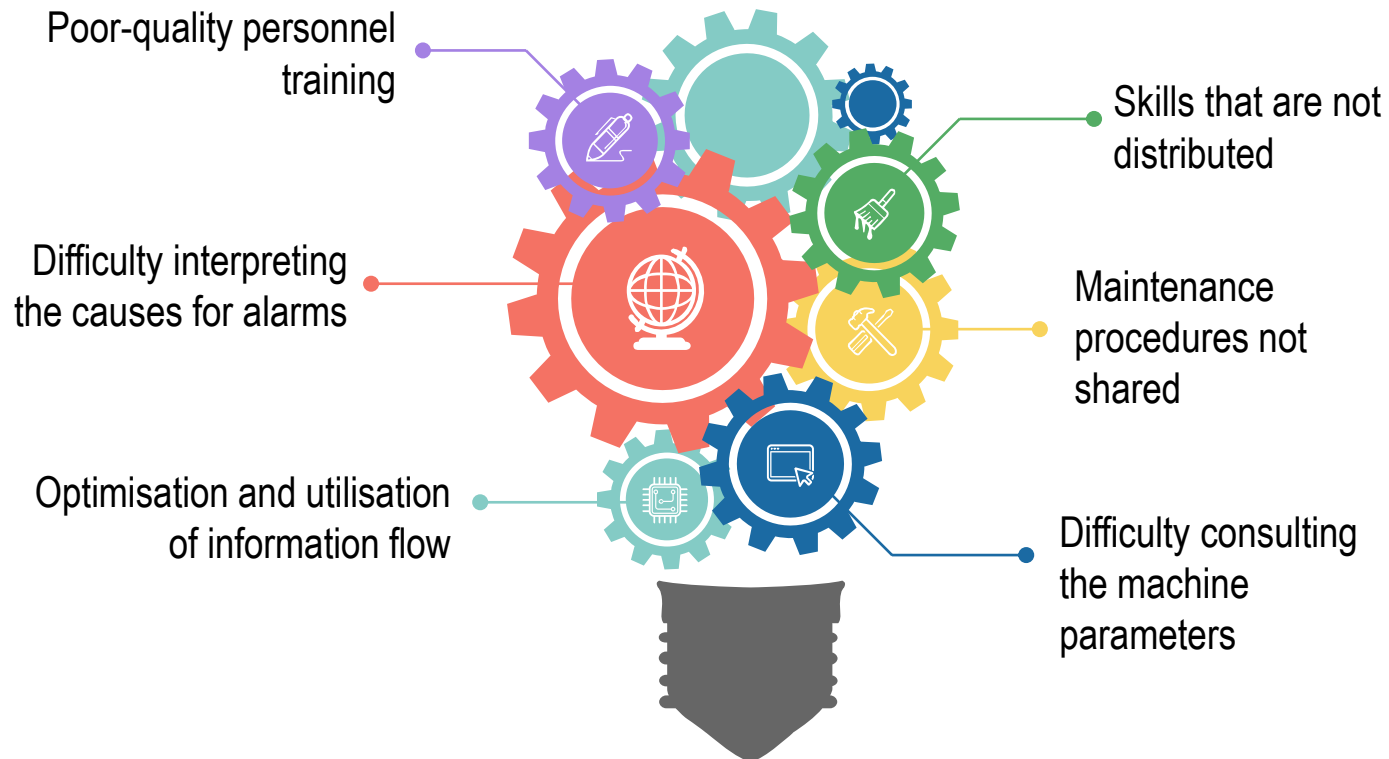 Poor-quality personnel
training
Difficulty interpreting
the causes for alarms
Optimisation and utilisation
of information flow
Skills that are not
distributed
Maintenance
procedures not
shared
Difficulty consulting
the machine
parameters